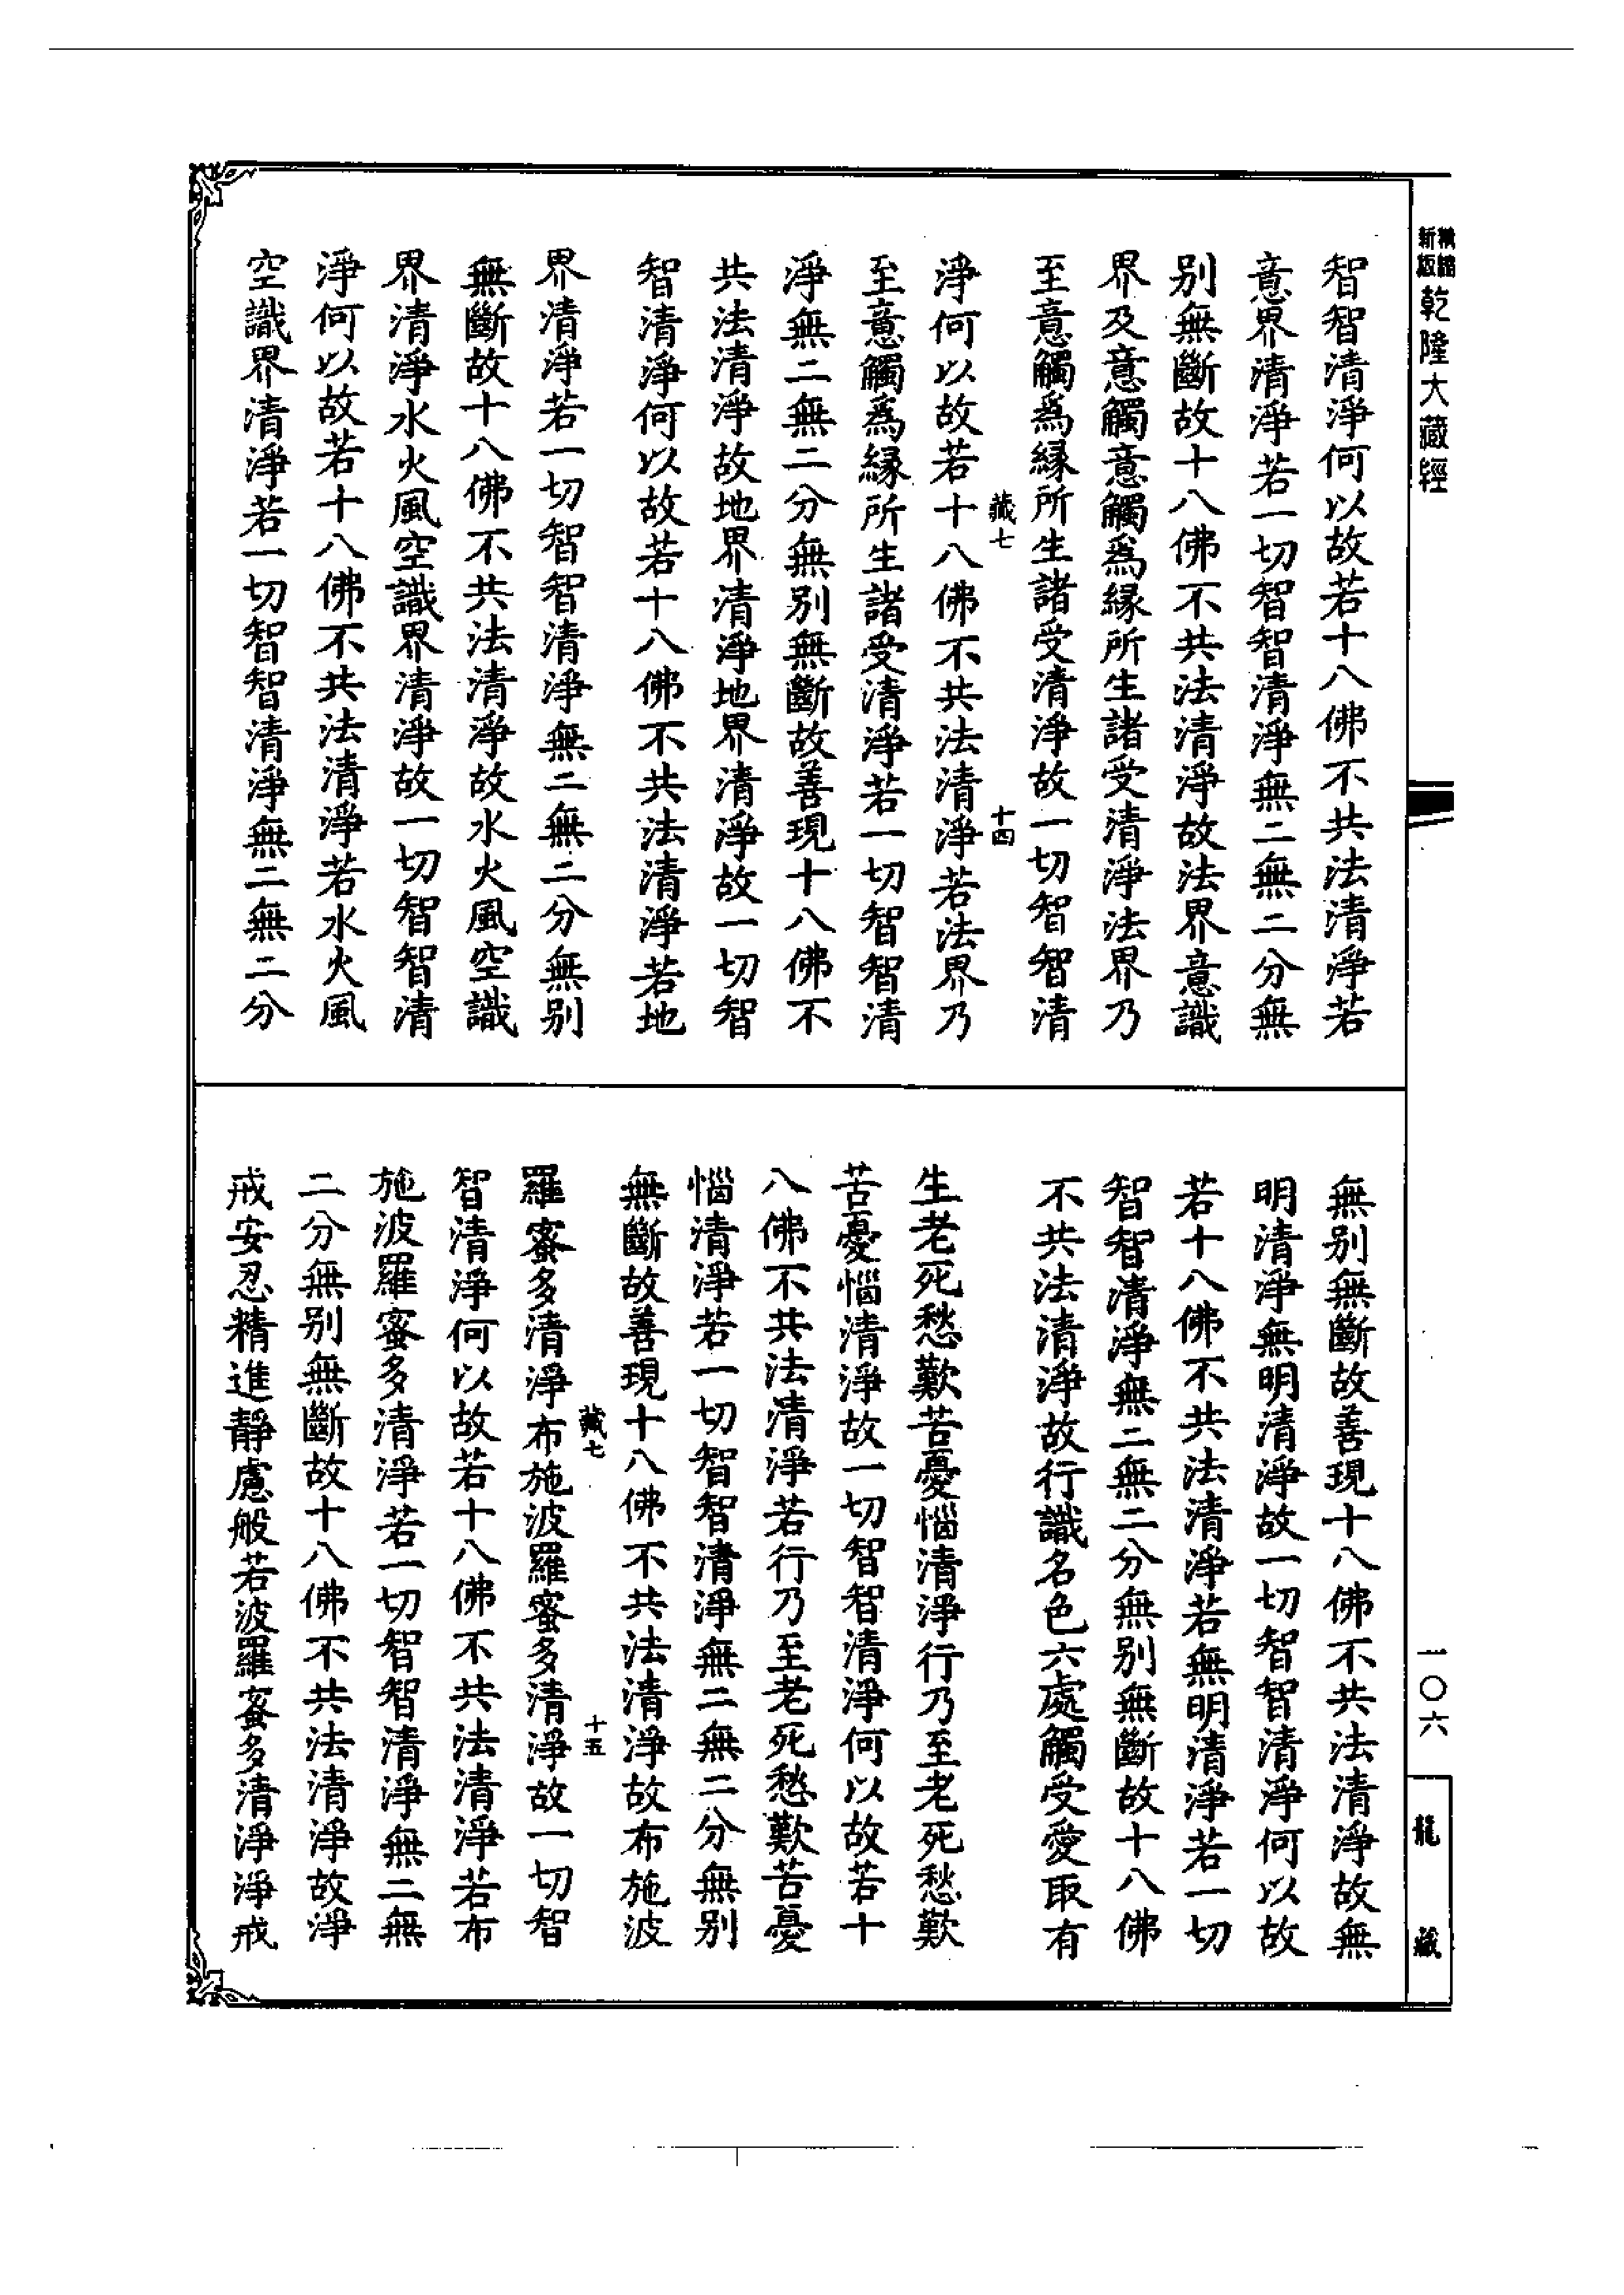 新編縮版
乾隆大藏經
一〇六
龍藏
智智清淨何以故若十八佛不共法清淨若
意界清淨若一切智智清淨無二無二分無
別無斷故十八佛不共法清淨故法界意識
界及意觸意觸為緣所生諸受清淨法界乃
至意觸為緣所生諸受清淨故一切智智清
藏七
十四
淨何以故若十八佛不共法清淨若法界乃
至意觸為緣所生諸受清淨若一切智智清
淨無二無二分無別無斷故善現十八佛不
共法清淨故地界清淨地界清淨故一切智
智清淨何以故若十八佛不共法清淨若地
界清淨若一切智智清淨無二無二分無別
無斷故十八佛不共法清淨故水火風空識
界清淨水火風空識界清淨故一切智智清
淨何以故若十八佛不共法清淨若水火風
空識界清淨若一切智智清淨無二無二分
無別無斷故善現十八佛不共法清淨故無
明清淨無明清淨故一切智智清淨何以故
若十八佛不共法清淨若無明清淨若一切
智智清淨無二無二分無別無斷故十八佛
不共法清淨故行識名色六處觸受愛取有
生老死愁歎苦憂惱清淨行乃至老死愁歎
苦憂惱清淨故一切智智清淨何以故若十
八佛不共法清淨若行乃至老死愁歎苦憂
惱清淨若一切智智清淨無二無二分無別
無斷故善現十八佛不共法清淨故布施波
藏七
十五
羅蜜多清淨布施波羅蜜多清淨故一切智
智清淨何以故若十八佛不共法清淨若布
施波羅蜜多清淨若一切智智清淨無二無
二分無別無斷故十八佛不共法清淨故淨
戒安忍精進靜慮般若波羅蜜多清淨淨戒